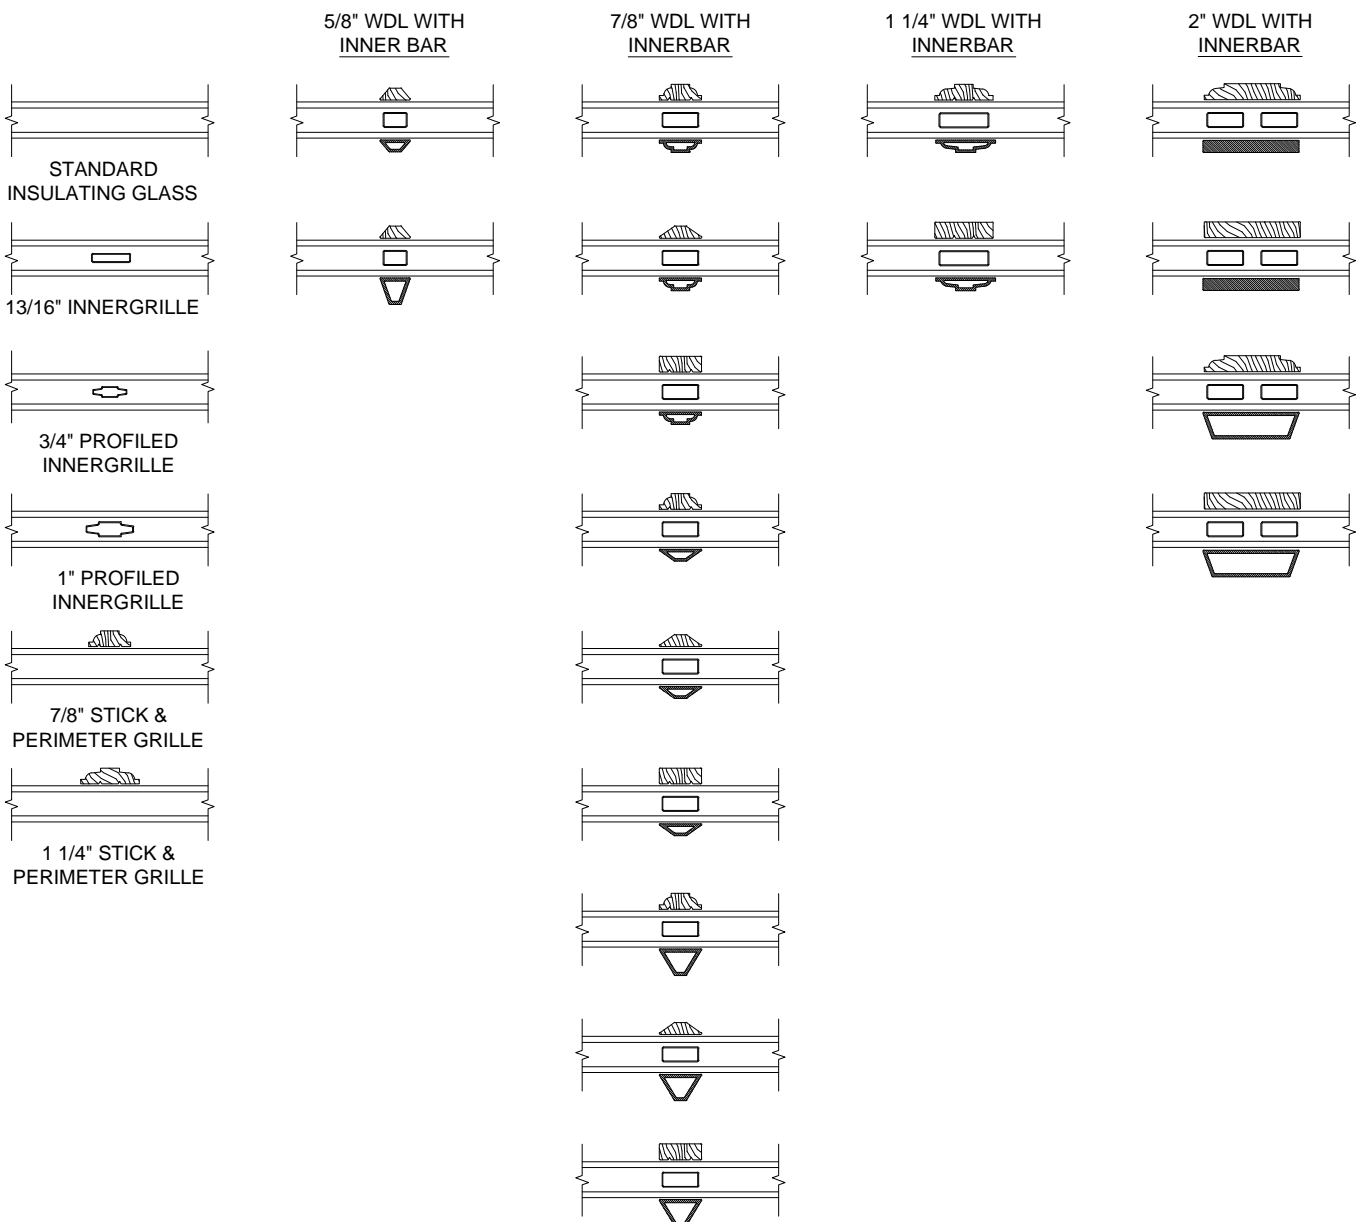 5/8" WDL WITH
INNER BAR
7/8" WDL WITH
INNERBAR
1 1/4" WDL WITH
INNERBAR
2" WDL WITH
INNERBAR
STANDARD
INSULATING GLASS
13/16" INNERGRILLE
3/4" PROFILED
INNERGRILLE
1" PROFILED
INNERGRILLE
7/8" STICK &
PERIMETER GRILLE
1 1/4" STICK &
PERIMETER GRILLE